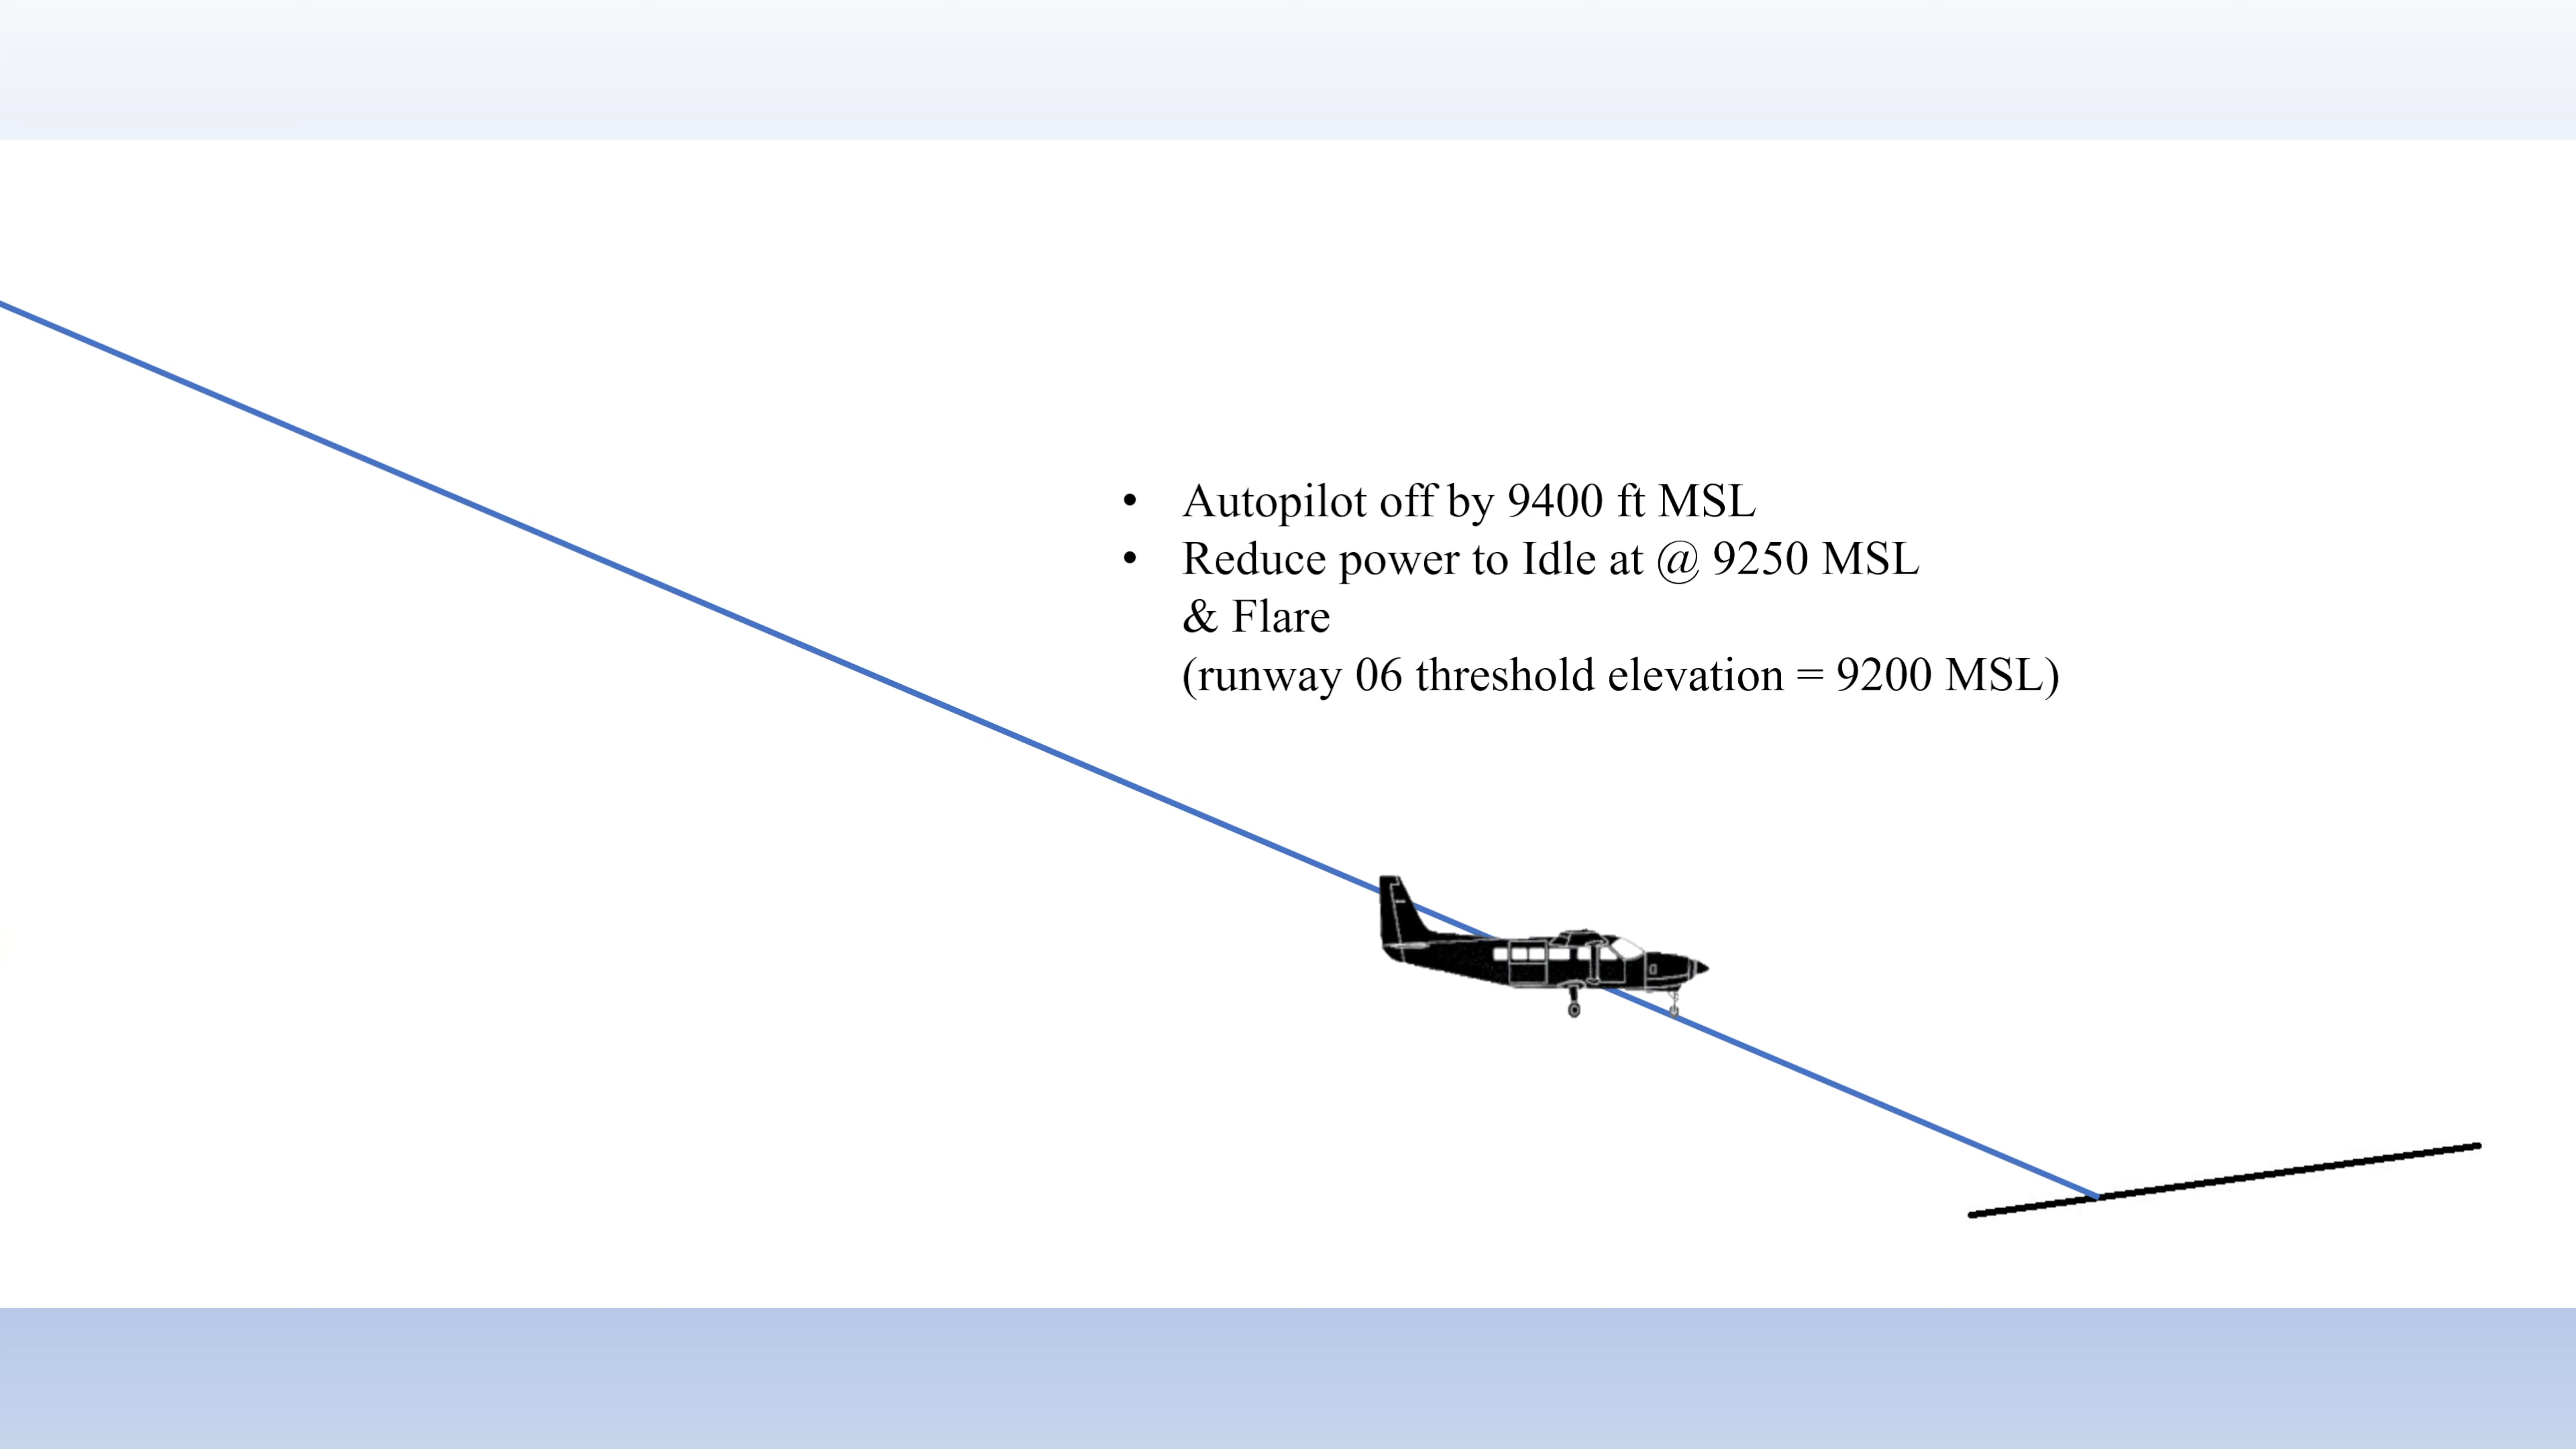 • Autopilot off by 9400 ft MSL
• Reduce power to Idle at @ 9250 MSL
& Flare
(runway 06 threshold elevation = 9200 MSL)